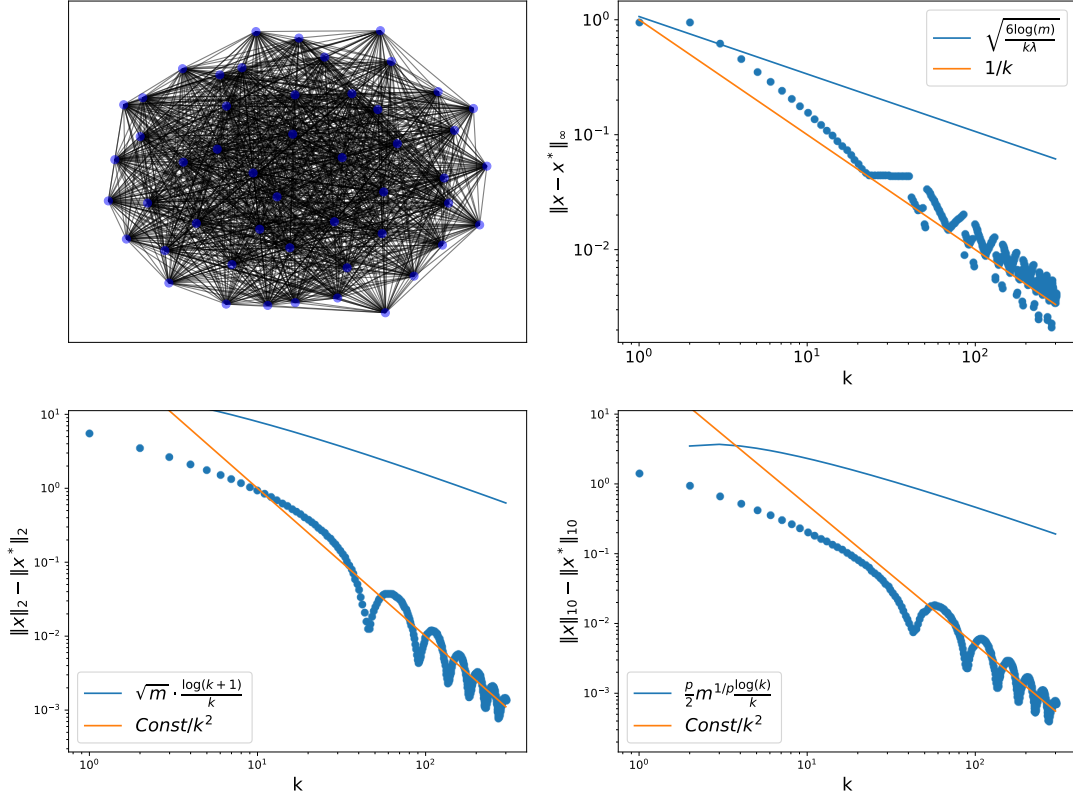 10⁰
10⁻¹
10⁻²
‖x − x*‖∞
10⁰ 10¹ 10²
k
√(6log(m)/kλ)
1/k
10¹
10⁰
10⁻¹
10⁻²
10⁻³
‖x‖₂ − ‖x*‖₂
10⁰ 10¹ 10²
k
√m · log(k+1)/k
Const/k²
10¹
10⁰
10⁻¹
10⁻²
10⁻³
‖x‖₁₀ − ‖x*‖₁₀
10⁰ 10¹ 10²
k
p/2 m^{1/p} log(k)/k
Const/k²